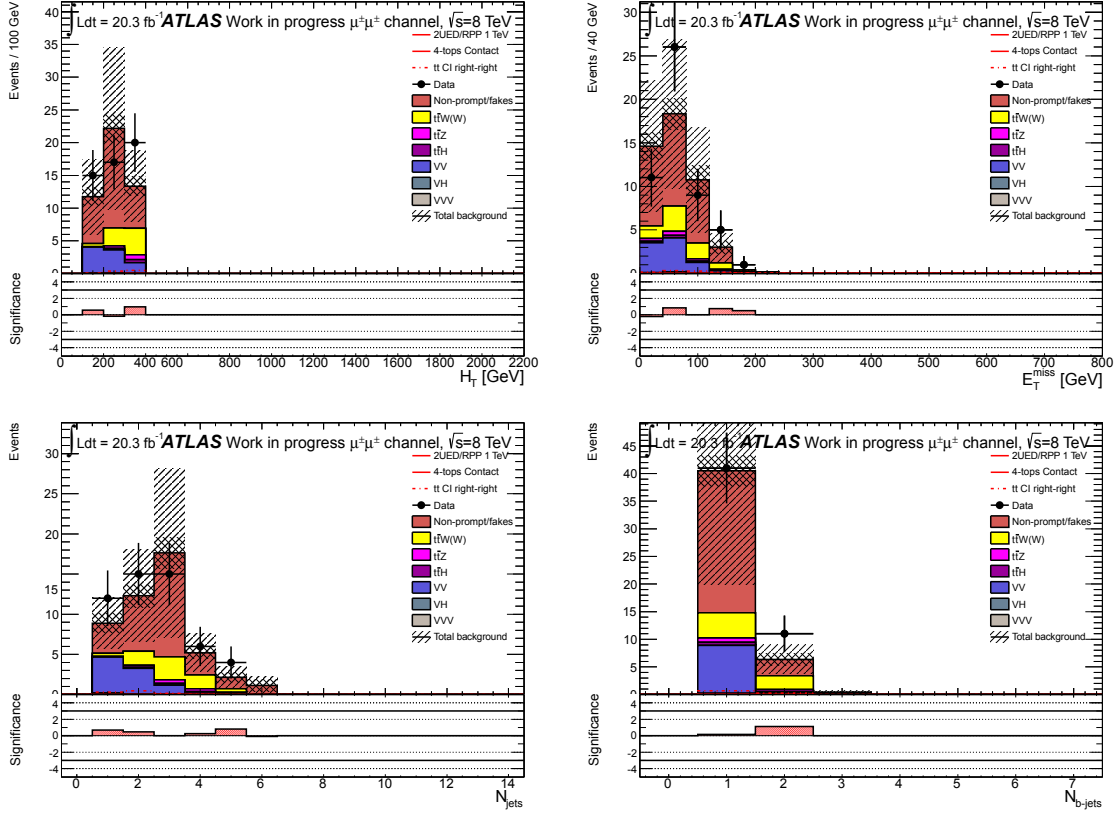 ∫ Ldt = 20.3 fb⁻¹ ATLAS Work in progress μ±μ± channel, √s=8 TeV
Events / 100 GeV
40
35
30
25
20
15
10
5
0
2UED/RPP 1 TeV
4-tops Contact
tt CI right-right
Data
Non-prompt/fakes
tt̄W(W)
tt̄Z
tt̄H
VV
VH
VVV
Total background
Significance
4
2
0
-2
-4
0 200 400 600 1000 1200 1400 1600 1800 2000 2200
H_T [GeV]
∫ Ldt = 20.3 fb⁻¹ ATLAS Work in progress μ±μ± channel, √s=8 TeV
Events / 40 GeV
30
25
20
15
10
5
0
2UED/RPP 1 TeV
4-tops Contact
tt CI right-right
Data
Non-prompt/fakes
tt̄W(W)
tt̄Z
tt̄H
VV
VH
VVV
Total background
Significance
4
2
0
-2
-4
0 100 200 300 400 500 600 700 800
E_T^miss [GeV]
∫ Ldt = 20.3 fb⁻¹ ATLAS Work in progress μ±μ± channel, √s=8 TeV
Events
30
25
20
15
10
5
0
2UED/RPP 1 TeV
4-tops Contact
tt CI right-right
Data
Non-prompt/fakes
tt̄W(W)
tt̄Z
tt̄H
VV
VH
VVV
Total background
Significance
4
2
0
-2
-4
0 2 4 6 8 10 12 14
N_jets
∫ Ldt = 20.3 fb⁻¹ ATLAS Work in progress μ±μ± channel, √s=8 TeV
Events
45
40
35
30
25
20
15
10
5
0
2UED/RPP 1 TeV
4-tops Contact
tt CI right-right
Data
Non-prompt/fakes
tt̄W(W)
tt̄Z
tt̄H
VV
VH
VVV
Total background
Significance
4
2
0
-2
-4
0 1 2 3 4 5 6 7
N_b-jets